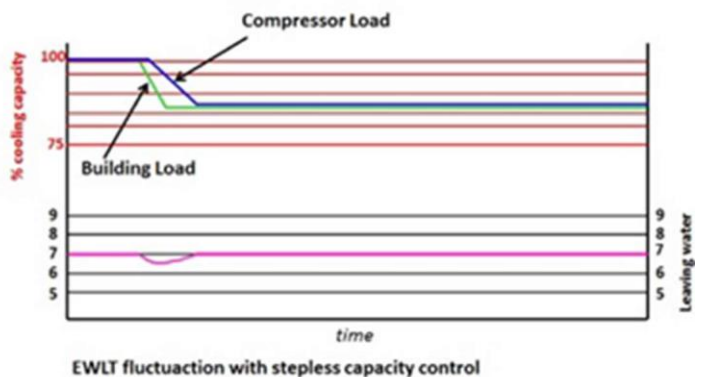 Compressor Load
100
% cooling capacity
75
Building Load
9
8
7
6
5
9
8
7
6
5
Leaving water
time
EWLT fluctuaction with stepless capacity control